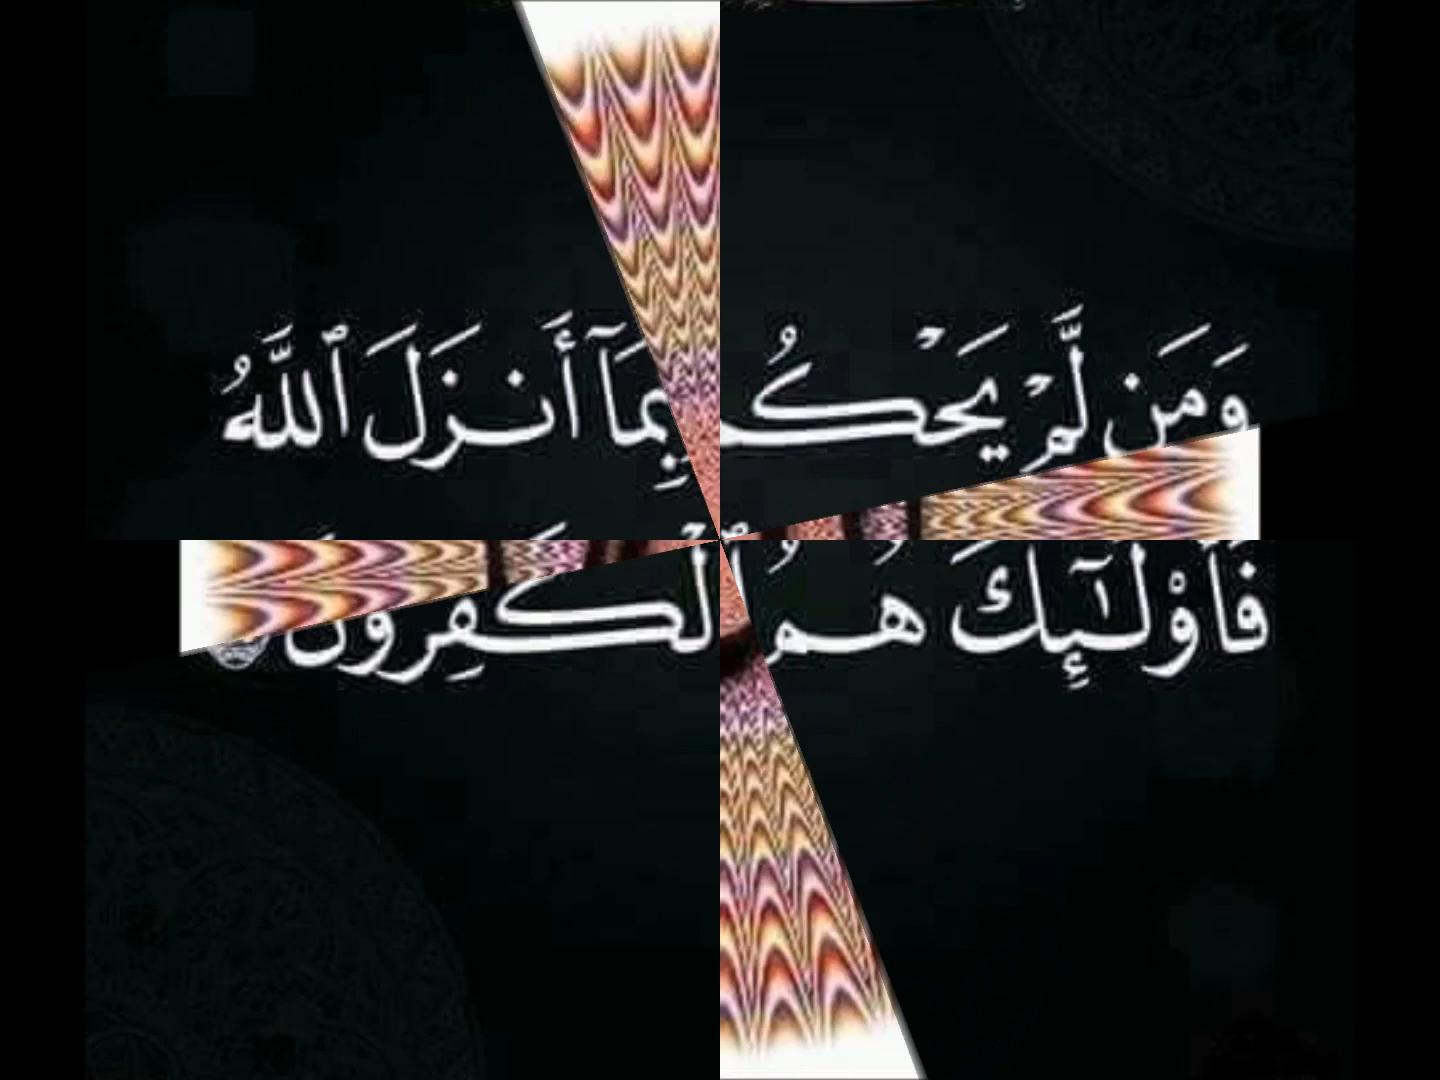 وَمَن لَّمْ يَحْكُم بِمَآ أَنزَلَ ٱللَّهُ
فَأُو۟لَـٰٓئِكَ هُمُ ٱلْكَـٰفِرُونَ